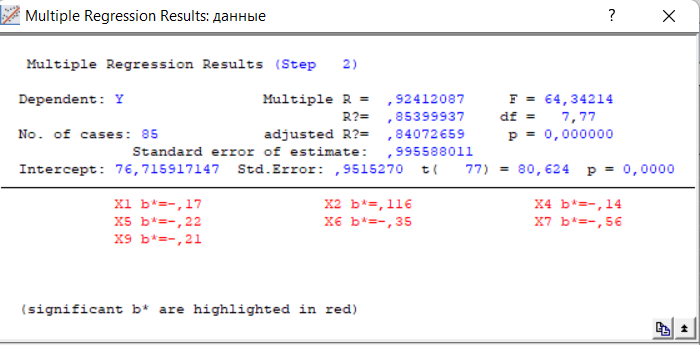 Multiple Regression Results: данные ? ×
Multiple Regression Results (Step 2)
Dependent: Y Multiple R = ,92412087 F = 64,34214
R?= ,85399937 df = 7,77
No. of cases: 85 adjusted R?= ,84072659 p = 0,000000
Standard error of estimate: ,995588011
Intercept: 76,715917147 Std.Error: ,9515270 t( 77) = 80,624 p = 0,0000
X1 b*=-,17 X2 b*=,116 X4 b*=-,14
X5 b*=-,22 X6 b*=-,35 X7 b*=-,56
X9 b*=-,21
(significant b* are highlighted in red)